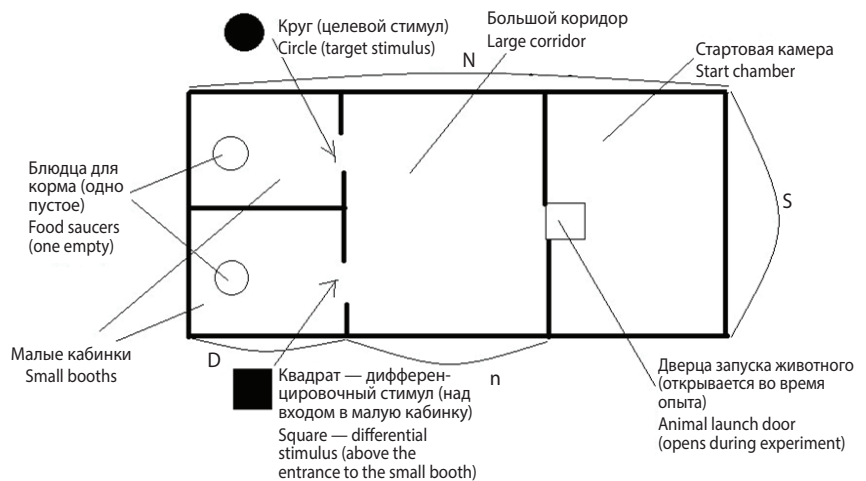 Круг (целевой стимул)
Circle (target stimulus)
Большой коридор
Large corridor
Стартовая камера
Start chamber
N
Блюдца для
корма (одно
пустое)
Food saucers
(one empty)
S
Малые кабинки
Small booths
D
n
Квадрат — дифферен-
цировочный стимул (над
входом в малую кабинку)
Square — differential
stimulus (above the
entrance to the small booth)
Дверца запуска животного
(открывается во время
опыта)
Animal launch door
(opens during experiment)